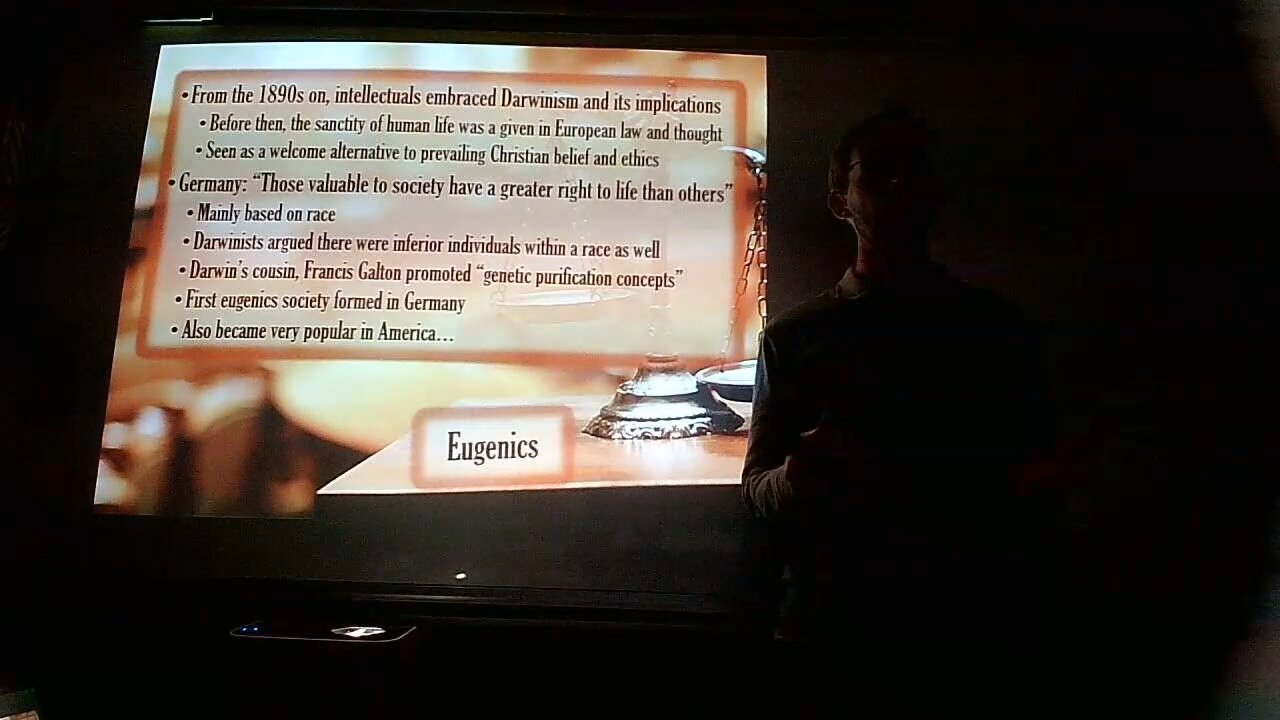 • From the 1890s on, intellectuals embraced Darwinism and its implications
• Before then, the sanctity of human life was a given in European law and thought
• Seen as a welcome alternative to prevailing Christian belief and ethics
• Germany: “Those valuable to society have a greater right to life than others”
• Mainly based on race
• Darwinists argued there were inferior individuals within a race as well
• Darwin’s cousin, Francis Galton promoted “genetic purification concepts”
• First eugenics society formed in Germany
• Also became very popular in America…
Eugenics